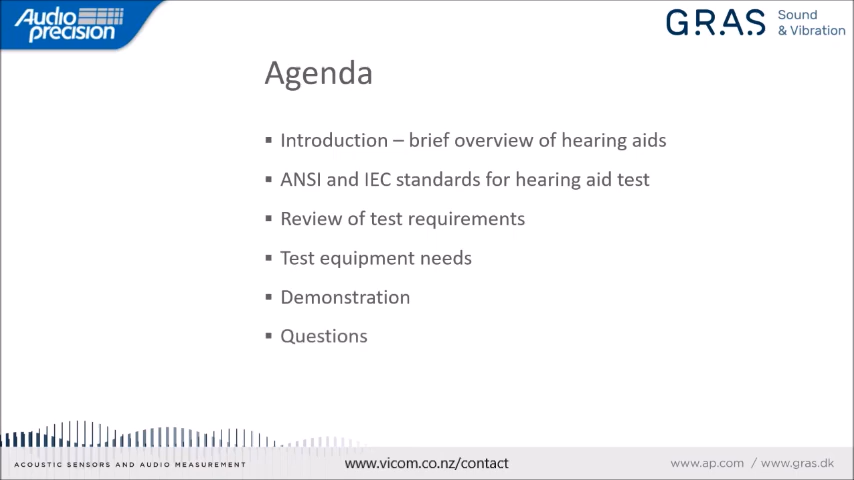 Audio
precision
GRAS Sound
& Vibration
Agenda
▪ Introduction – brief overview of hearing aids
▪ ANSI and IEC standards for hearing aid test
▪ Review of test requirements
▪ Test equipment needs
▪ Demonstration
▪ Questions
ACOUSTIC SENSORS AND AUDIO MEASUREMENT
www.vicom.co.nz/contact
www.ap.com / www.gras.dk